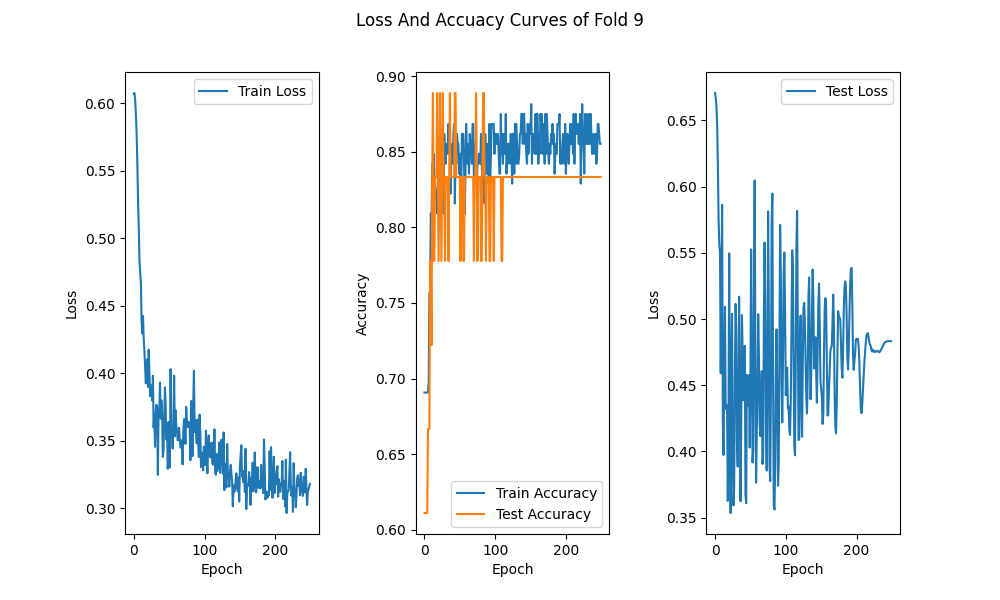 Loss And Accuacy Curves of Fold 9
Train Loss
0.60
0.55
0.50
0.45
0.40
0.35
0.30
Loss
0
100
200
Epoch
0.90
0.85
0.80
0.75
0.70
0.65
0.60
Accuracy
Train Accuracy
Test Accuracy
0
100
200
Epoch
Test Loss
0.65
0.60
0.55
0.50
0.45
0.40
0.35
Loss
0
100
200
Epoch